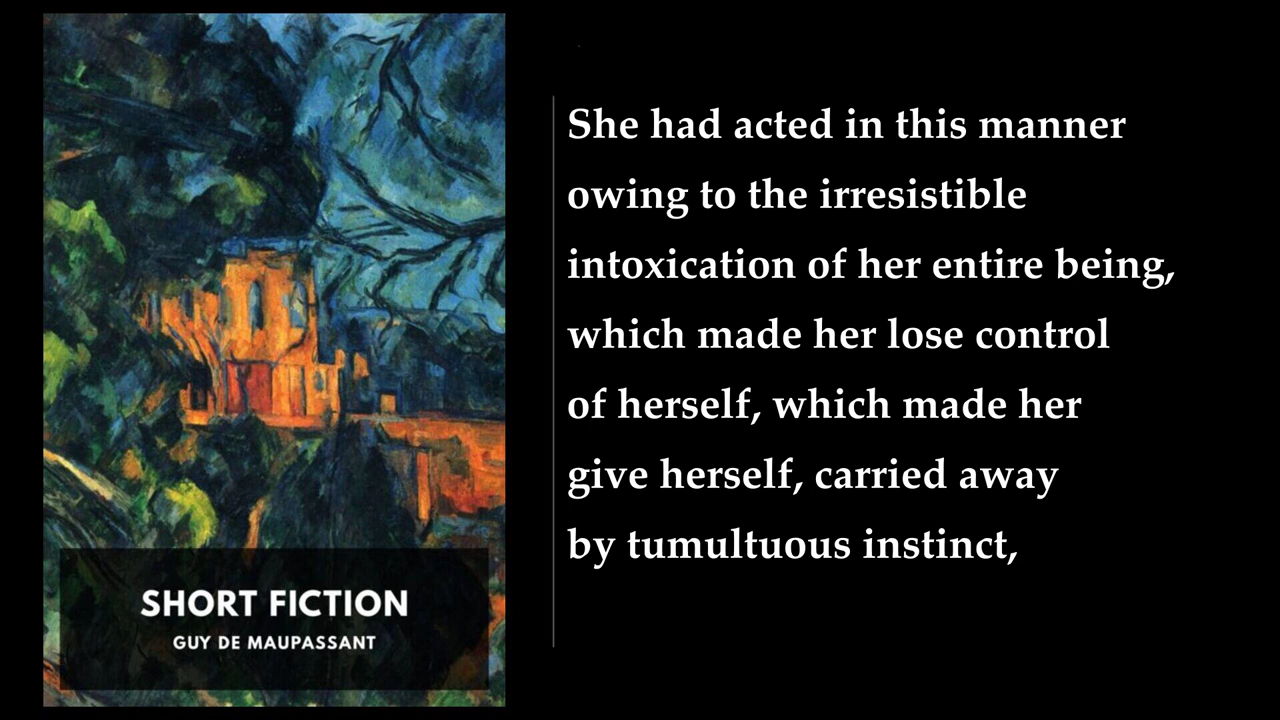 SHORT FICTION
GUY DE MAUPASSANT
She had acted in this manner
owing to the irresistible
intoxication of her entire being,
which made her lose control
of herself, which made her
give herself, carried away
by tumultuous instinct,